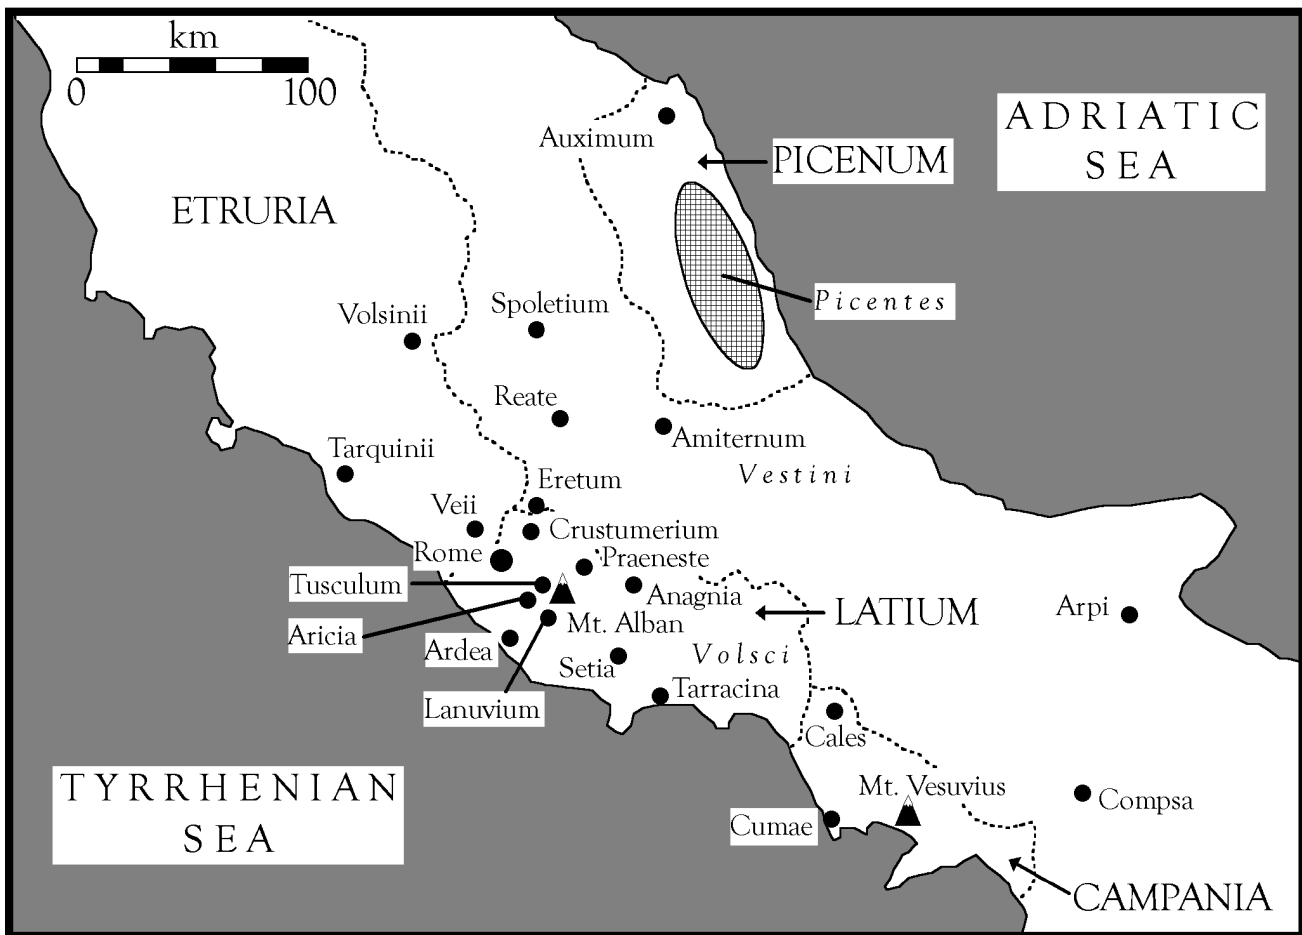 km
0 100
ADRIATIC
SEA
Auximum
PICENUM
ETRURIA
Picentes
Volsinii
Spoletium
Reate
Amiternum
Tarquinii
Vestini
Eretum
Veii
Crustumerium
Rome
Praeneste
Tusculum
Anagnia
LATIUM
Arpi
Aricia
Mt. Alban
Ardea
Volsci
Setia
Tarracina
Lanuvium
Cales
TYRRHENIAN
SEA
Mt. Vesuvius
Compsa
Cumae
CAMPANIA